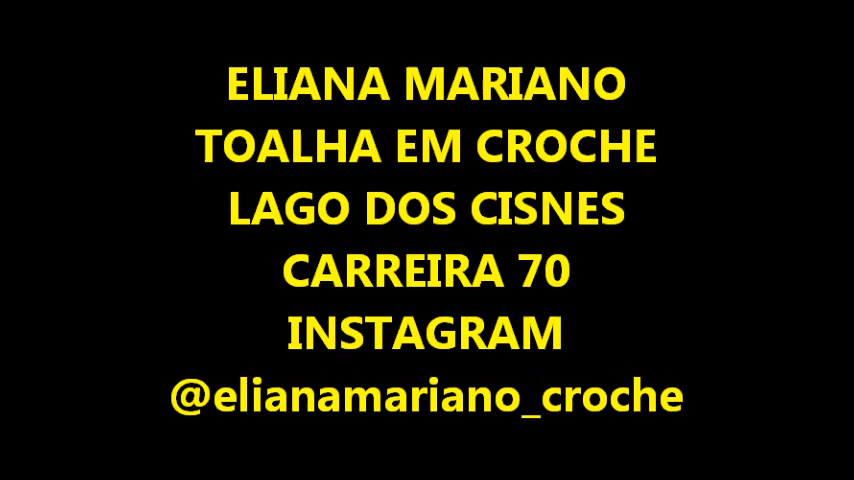 ELIANA MARIANO
TOALHA EM CROCHE
LAGO DOS CISNES
CARREIRA 70
INSTAGRAM
@elianamariano_croche